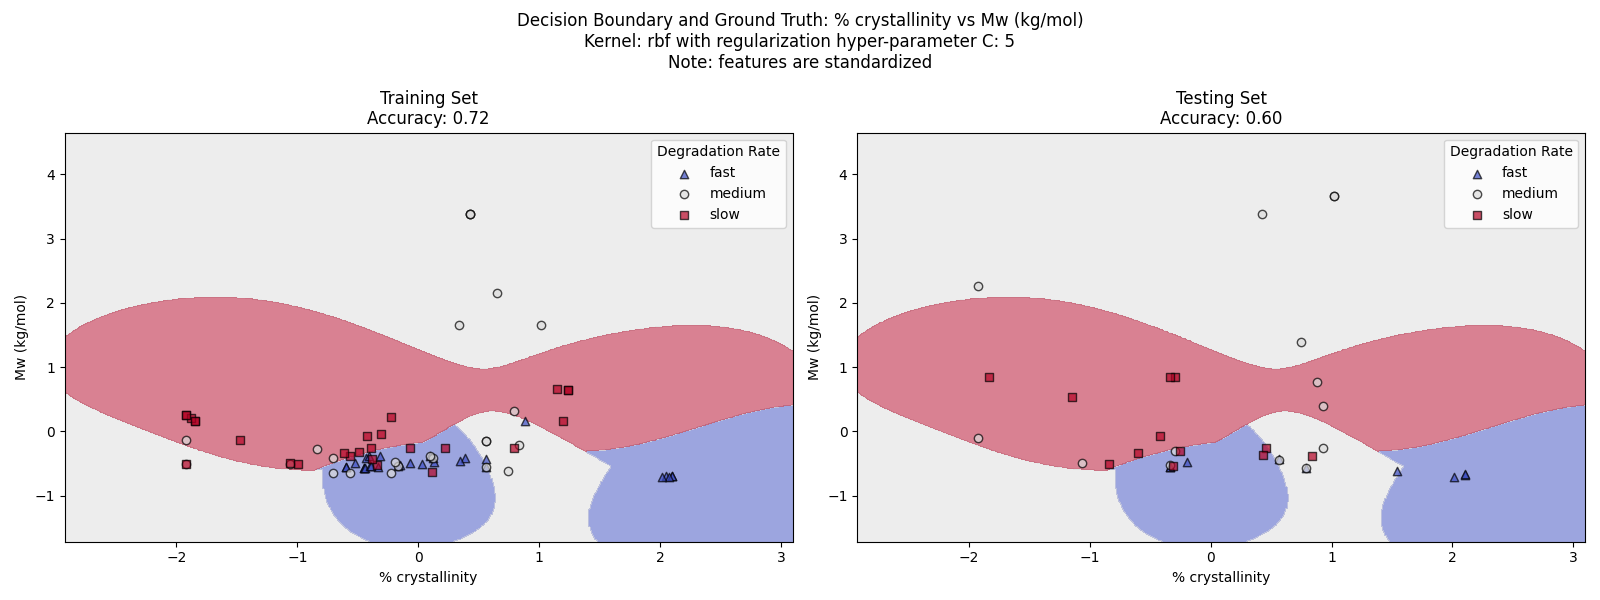 Decision Boundary and Ground Truth: % crystallinity vs Mw (kg/mol)
Kernel: rbf with regularization hyper-parameter C: 5
Note: features are standardized
Training Set
Accuracy: 0.72
Degradation Rate
fast
medium
slow
Mw (kg/mol)
4
3
2
1
0
−1
−2
−1
0
1
2
3
% crystallinity
Testing Set
Accuracy: 0.60
Degradation Rate
fast
medium
slow
Mw (kg/mol)
4
3
2
1
0
−1
−2
−1
0
1
2
3
% crystallinity